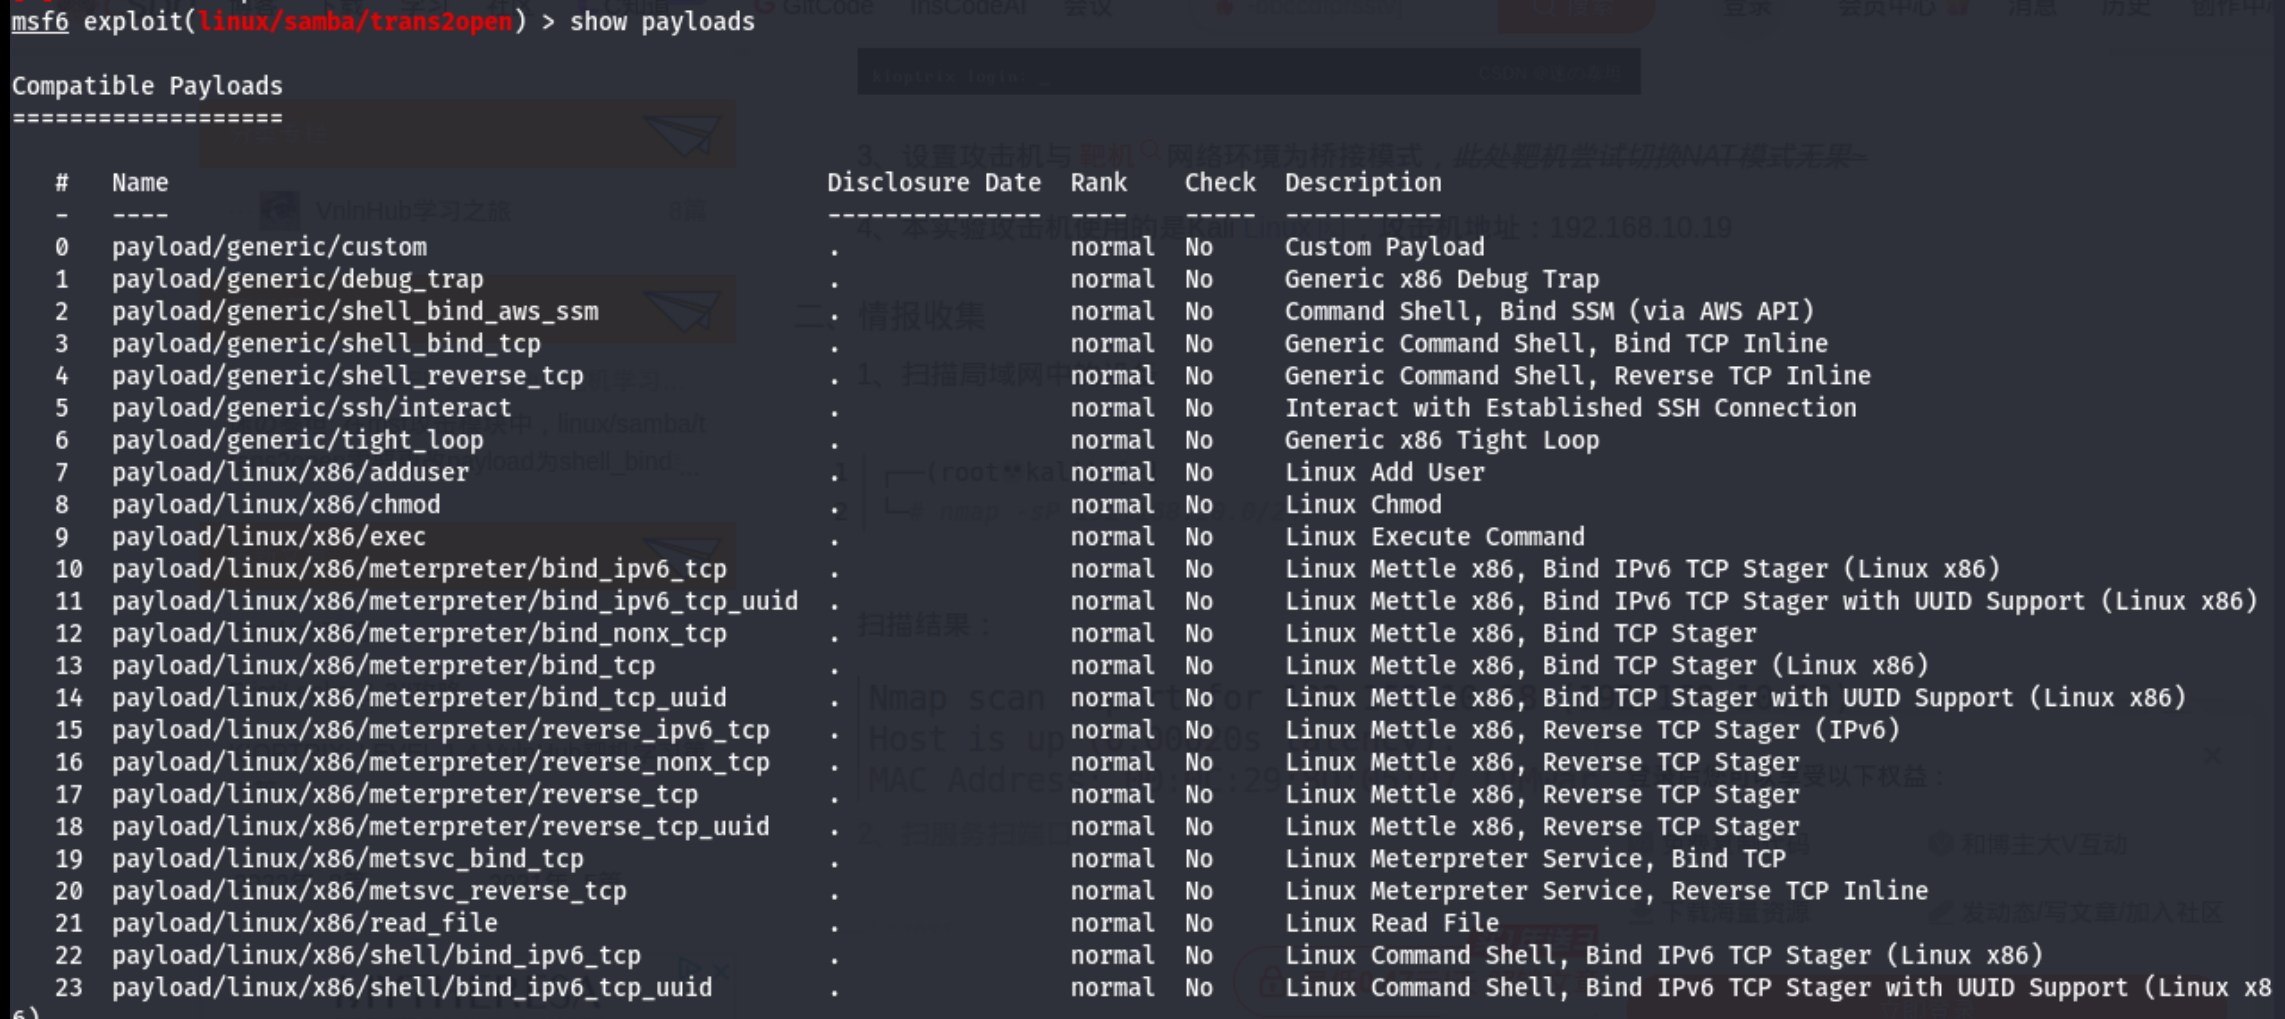 msf6 exploit(linux/samba/trans2open) > show payloads
Compatible Payloads
===================
# Name Disclosure Date Rank Check Description
- ---- --------------- ---- ----- -----------
0 payload/generic/custom . normal No Custom Payload
1 payload/generic/debug_trap . normal No Generic x86 Debug Trap
2 payload/generic/shell_bind_aws_ssm . normal No Command Shell, Bind SSM (via AWS API)
3 payload/generic/shell_bind_tcp . normal No Generic Command Shell, Bind TCP Inline
4 payload/generic/shell_reverse_tcp . normal No Generic Command Shell, Reverse TCP Inline
5 payload/generic/ssh/interact . normal No Interact with Established SSH Connection
6 payload/generic/tight_loop . normal No Generic x86 Tight Loop
7 payload/linux/x86/adduser . normal No Linux Add User
8 payload/linux/x86/chmod . normal No Linux Chmod
9 payload/linux/x86/exec . normal No Linux Execute Command
10 payload/linux/x86/meterpreter/bind_ipv6_tcp . normal No Linux Mettle x86, Bind IPv6 TCP Stager (Linux x86)
11 payload/linux/x86/meterpreter/bind_ipv6_tcp_uuid . normal No Linux Mettle x86, Bind IPv6 TCP Stager with UUID Support (Linux x86)
12 payload/linux/x86/meterpreter/bind_nonx_tcp . normal No Linux Mettle x86, Bind TCP Stager
13 payload/linux/x86/meterpreter/bind_tcp . normal No Linux Mettle x86, Bind TCP Stager (Linux x86)
14 payload/linux/x86/meterpreter/bind_tcp_uuid . normal No Linux Mettle x86, Bind TCP Stager with UUID Support (Linux x86)
15 payload/linux/x86/meterpreter/reverse_ipv6_tcp . normal No Linux Mettle x86, Reverse TCP Stager (IPv6)
16 payload/linux/x86/meterpreter/reverse_nonx_tcp . normal No Linux Mettle x86, Reverse TCP Stager
17 payload/linux/x86/meterpreter/reverse_tcp . normal No Linux Mettle x86, Reverse TCP Stager
18 payload/linux/x86/meterpreter/reverse_tcp_uuid . normal No Linux Mettle x86, Reverse TCP Stager
19 payload/linux/x86/metsvc_bind_tcp . normal No Linux Meterpreter Service, Bind TCP
20 payload/linux/x86/metsvc_reverse_tcp . normal No Linux Meterpreter Service, Reverse TCP Inline
21 payload/linux/x86/read_file . normal No Linux Read File
22 payload/linux/x86/shell/bind_ipv6_tcp . normal No Linux Command Shell, Bind IPv6 TCP Stager (Linux x86)
23 payload/linux/x86/shell/bind_ipv6_tcp_uuid . normal No Linux Command Shell, Bind IPv6 TCP Stager with UUID Support (Linux x8
6)